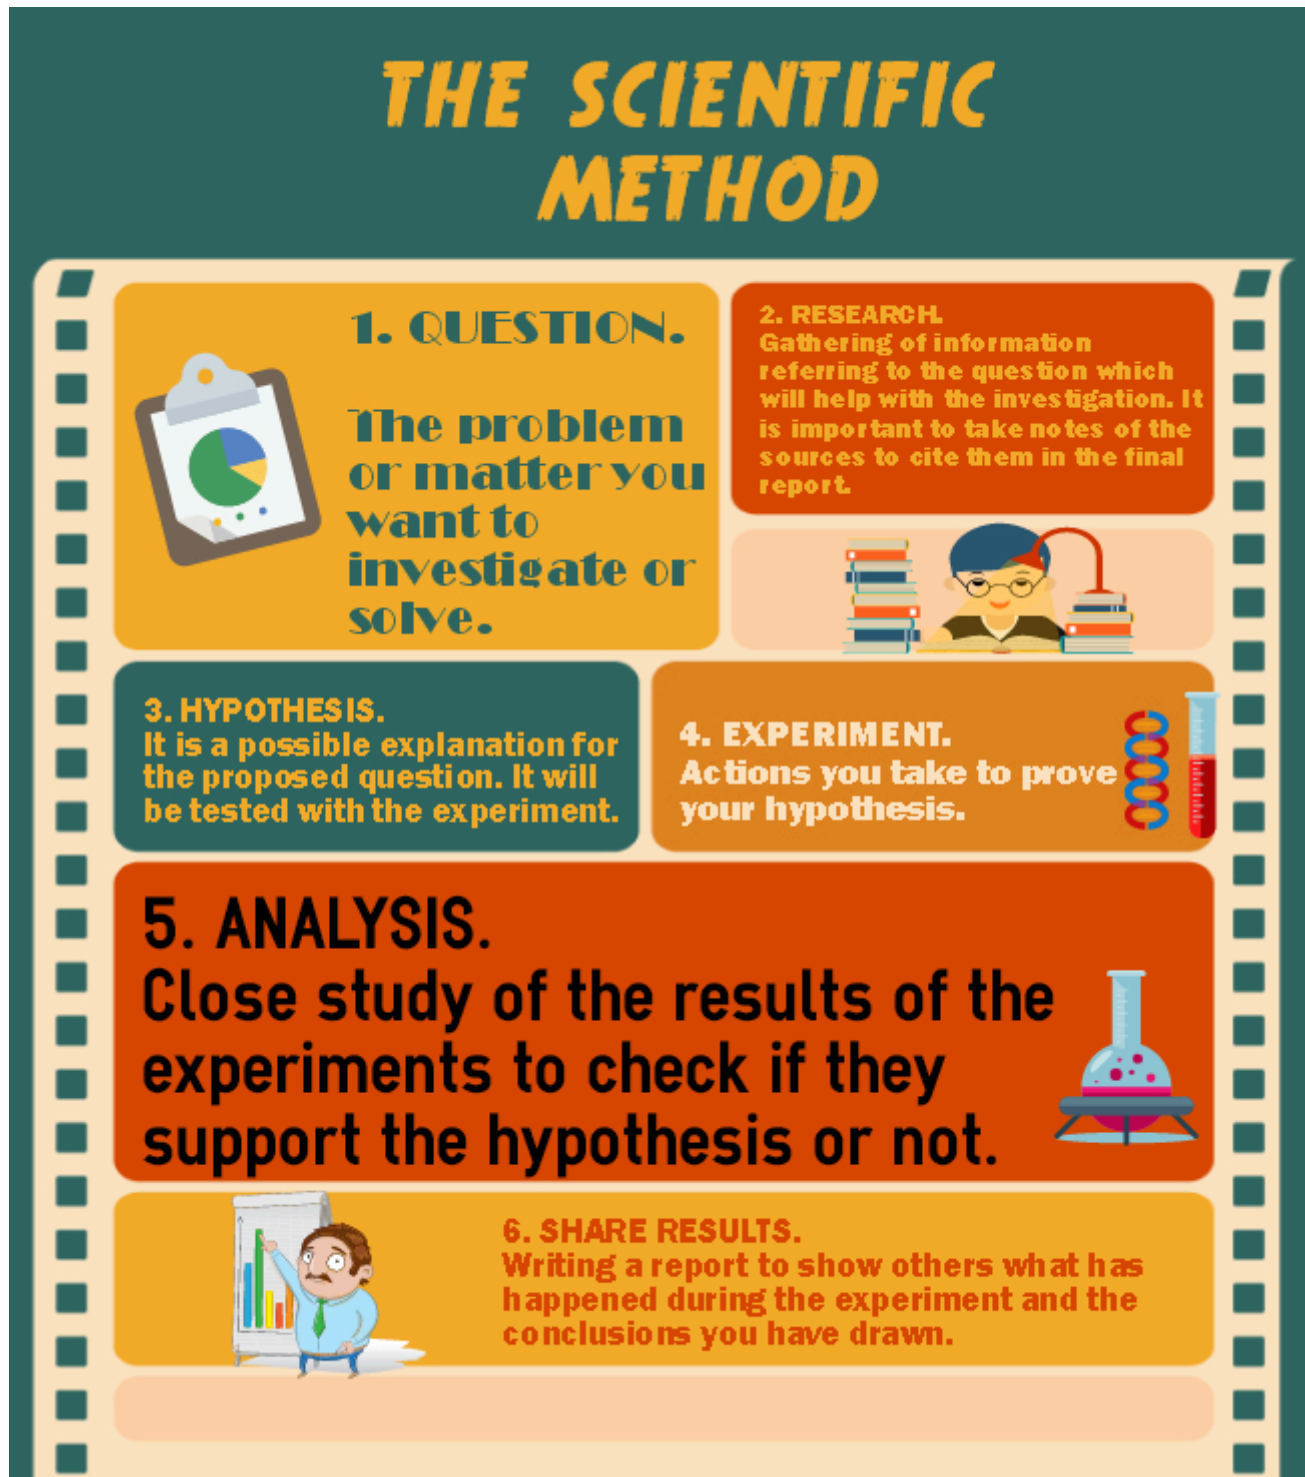 THE SCIENTIFIC
METHOD
1. QUESTION.
The problem
or matter you
want to
investigate or
solve.
2. RESEARCH.
Gathering of information
referring to the question which
will help with the investigation. It
is important to take notes of the
sources to cite them in the final
report.
3. HYPOTHESIS.
It is a possible explanation for
the proposed question. It will
be tested with the experiment.
4. EXPERIMENT.
Actions you take to prove
your hypothesis.
5. ANALYSIS.
Close study of the results of the
experiments to check if they
support the hypothesis or not.
6. SHARE RESULTS.
Writing a report to show others what has
happened during the experiment and the
conclusions you have drawn.